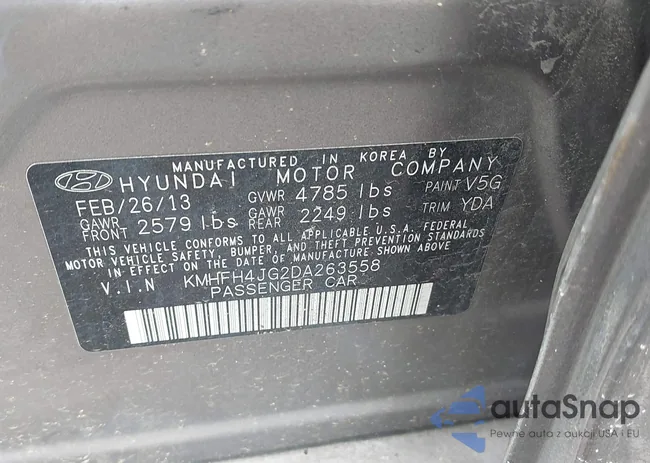 MANUFACTURED IN KOREA BY
HYUNDAI MOTOR COMPANY
FEB/26/13 GVWR 4785 lbs PAINT V5G
GAWR FRONT 2579 lbs GAWR REAR 2249 lbs TRIM YDA
THIS VEHICLE CONFORMS TO ALL APPLICABLE U.S.A. FEDERAL
MOTOR VEHICLE SAFETY, BUMPER, AND THEFT PREVENTION STANDARDS
IN EFFECT ON THE DATE OF MANUFACTURE SHOWN ABOVE.
V.I.N KMHFH4JG2DA263558
PASSENGER CAR
autaSnap
Pewne auta z aukcji USA i EU